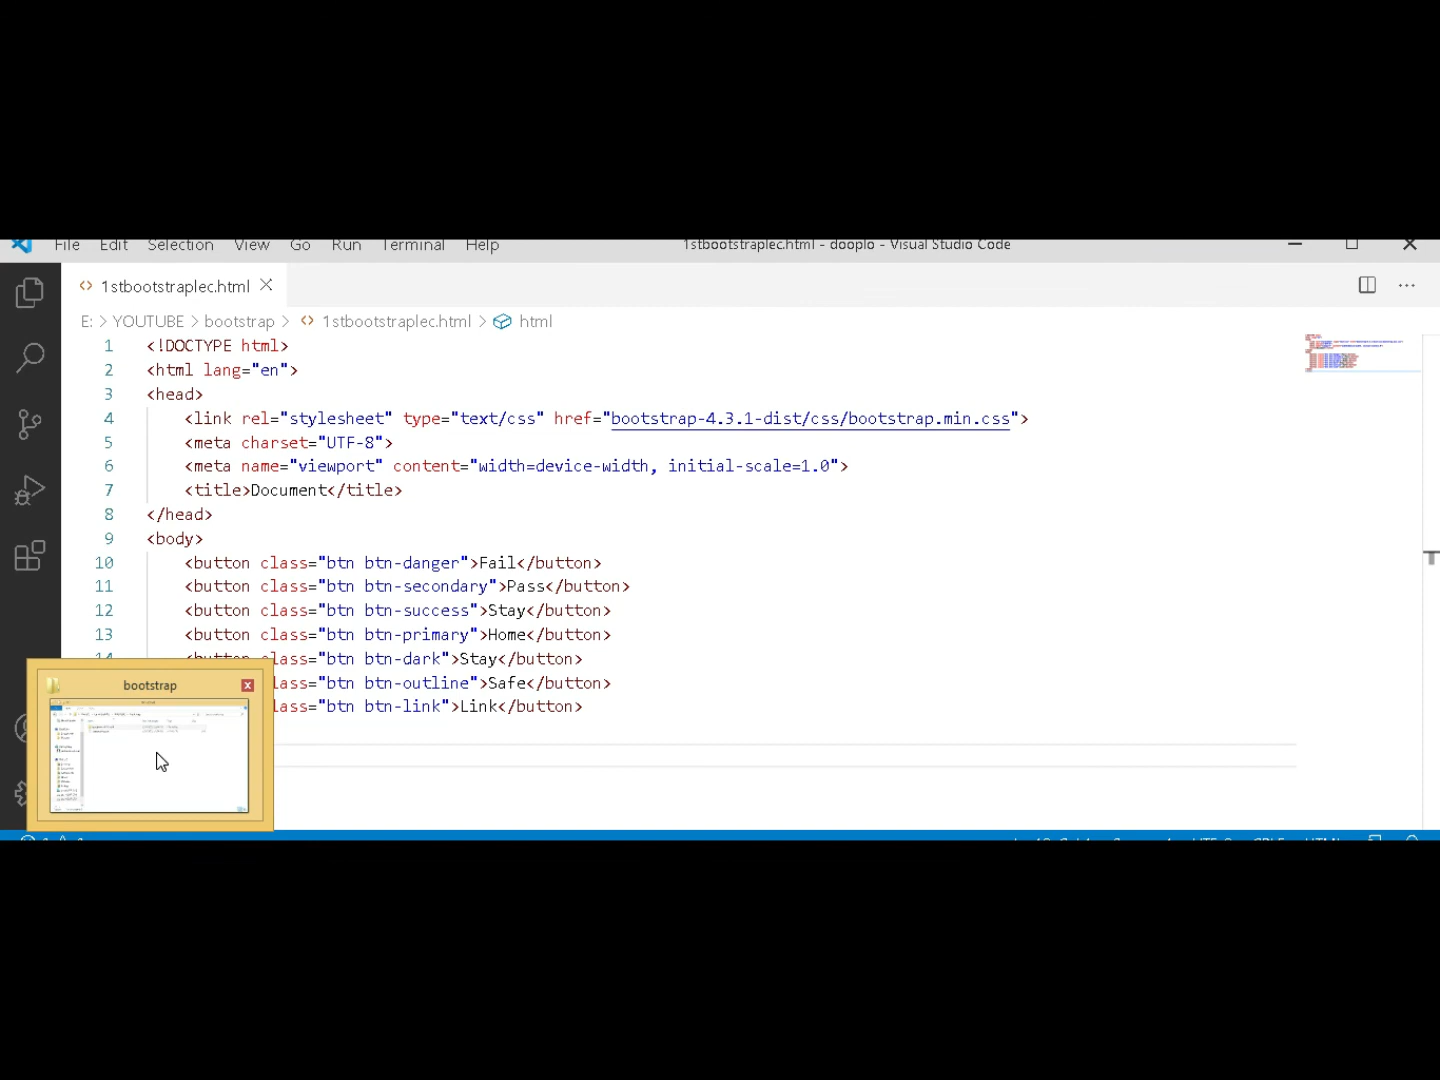 File Edit Selection View Go Run Terminal Help 1stbootstraplec.html - dooplo - Visual Studio Code
1stbootstraplec.html
E: > YOUTUBE > bootstrap > 1stbootstraplec.html > html
1 <!DOCTYPE html>
2 <html lang="en">
3 <head>
4 <link rel="stylesheet" type="text/css" href="bootstrap-4.3.1-dist/css/bootstrap.min.css">
5 <meta charset="UTF-8">
6 <meta name="viewport" content="width=device-width, initial-scale=1.0">
7 <title>Document</title>
8 </head>
9 <body>
10 <button class="btn btn-danger">Fail</button>
11 <button class="btn btn-secondary">Pass</button>
12 <button class="btn btn-success">Stay</button>
13 <button class="btn btn-primary">Home</button>
14 <button class="btn btn-dark">Stay</button>
lass="btn btn-outline">Safe</button>
lass="btn btn-link">Link</button>
bootstrap